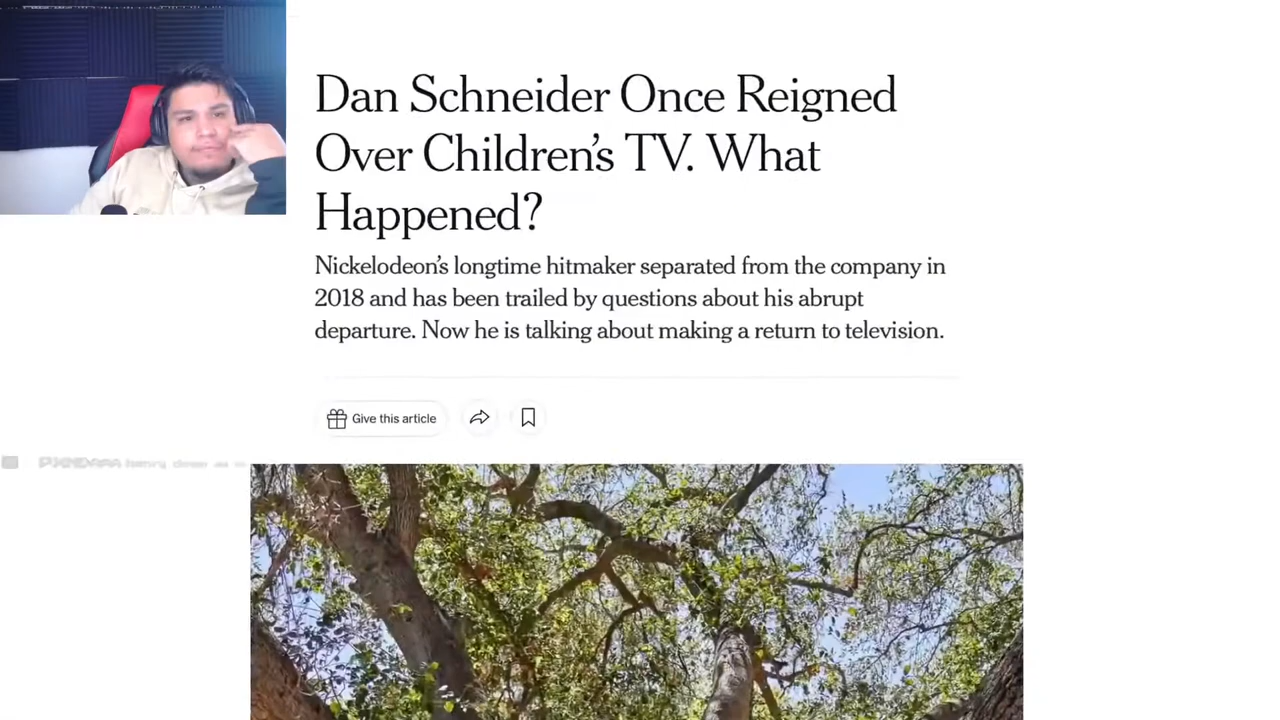 Dan Schneider Once Reigned
Over Children's TV. What
Happened?
Nickelodeon's longtime hitmaker separated from the company in
2018 and has been trailed by questions about his abrupt
departure. Now he is talking about making a return to television.
Give this article